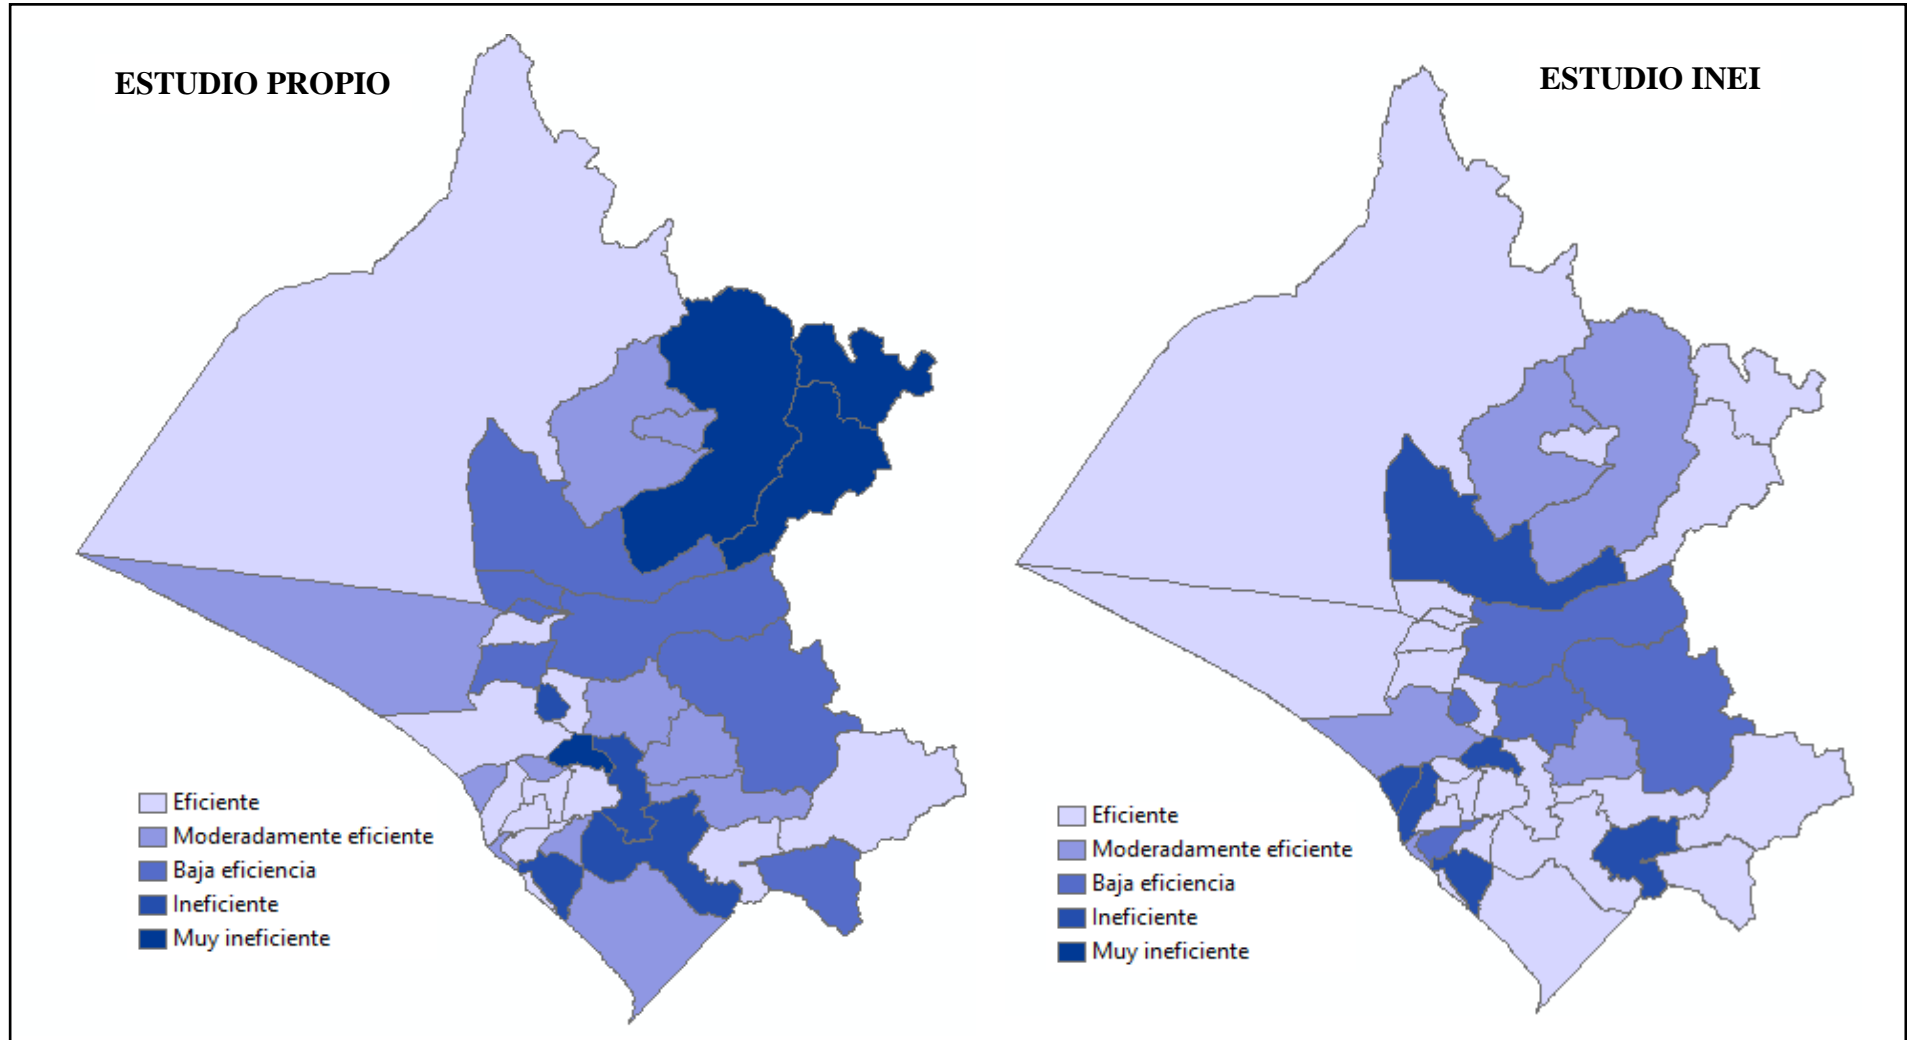 ESTUDIO PROPIO
Eficiente
Moderadamente eficiente
Baja eficiencia
Ineficiente
Muy ineficiente
ESTUDIO INEI
Eficiente
Moderadamente eficiente
Baja eficiencia
Ineficiente
Muy ineficiente